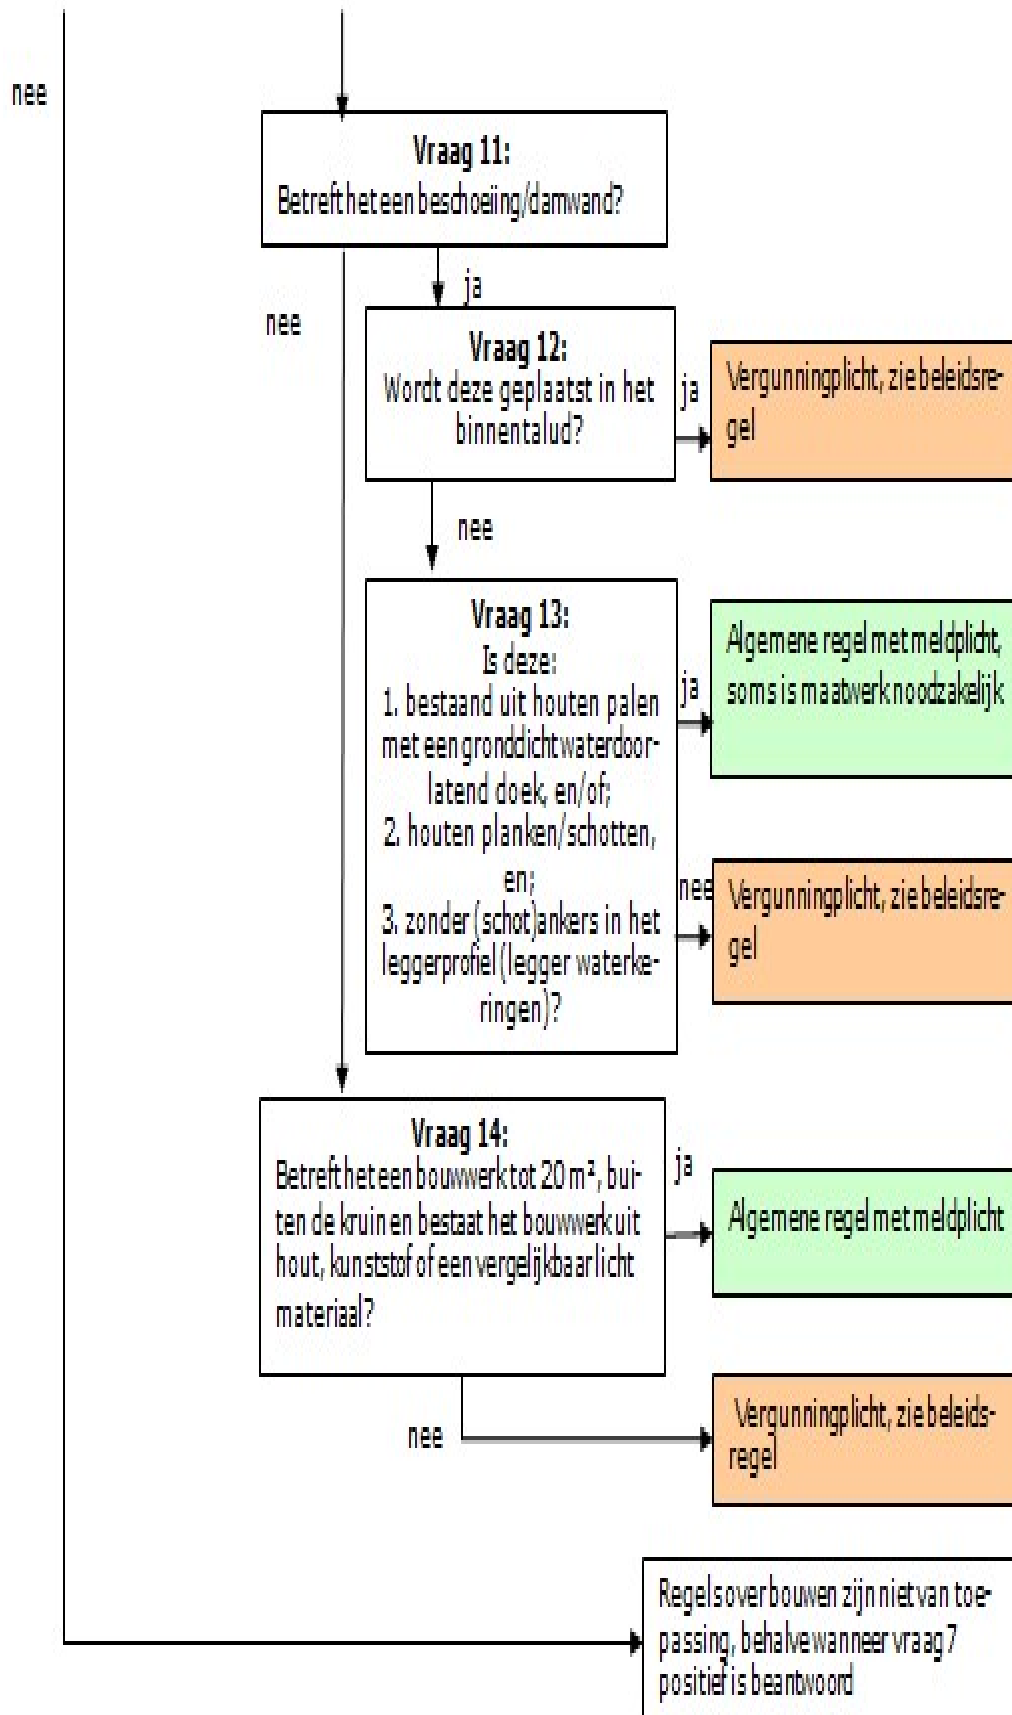 nee
Vraag 11:
Betreft het een beschoeiing/damwand?
ja
nee
Vraag 12:
Wordt deze geplaatst in het
binnentalud?
ja
Vergunningplicht, zie beleidsre-
gel
nee
Vraag 13:
Is deze:
1. bestaand uit houten palen
met een gronddicht waterdoor-
latend doek, en/of;
2. houten planken/schotten,
en;
3. zonder (schot)ankers in het
leggerprofiel (legger waterke-
ringen)?
ja
Algemene regel met meldplicht,
soms is maatwerk noodzakelijk
nee
Vergunningplicht, zie beleidsre-
gel
Vraag 14:
Betreft het een bouwwerk tot 20 m², bui-
ten de kruin en bestaat het bouwwerk uit
hout, kunststof of een vergelijkbaar licht
materiaal?
ja
Algemene regel met meldplicht
nee
Vergunningplicht, zie beleids-
regel
Regels over bouwen zijn niet van toe-
passing, behalve wanneer vraag 7
positief is beantwoord